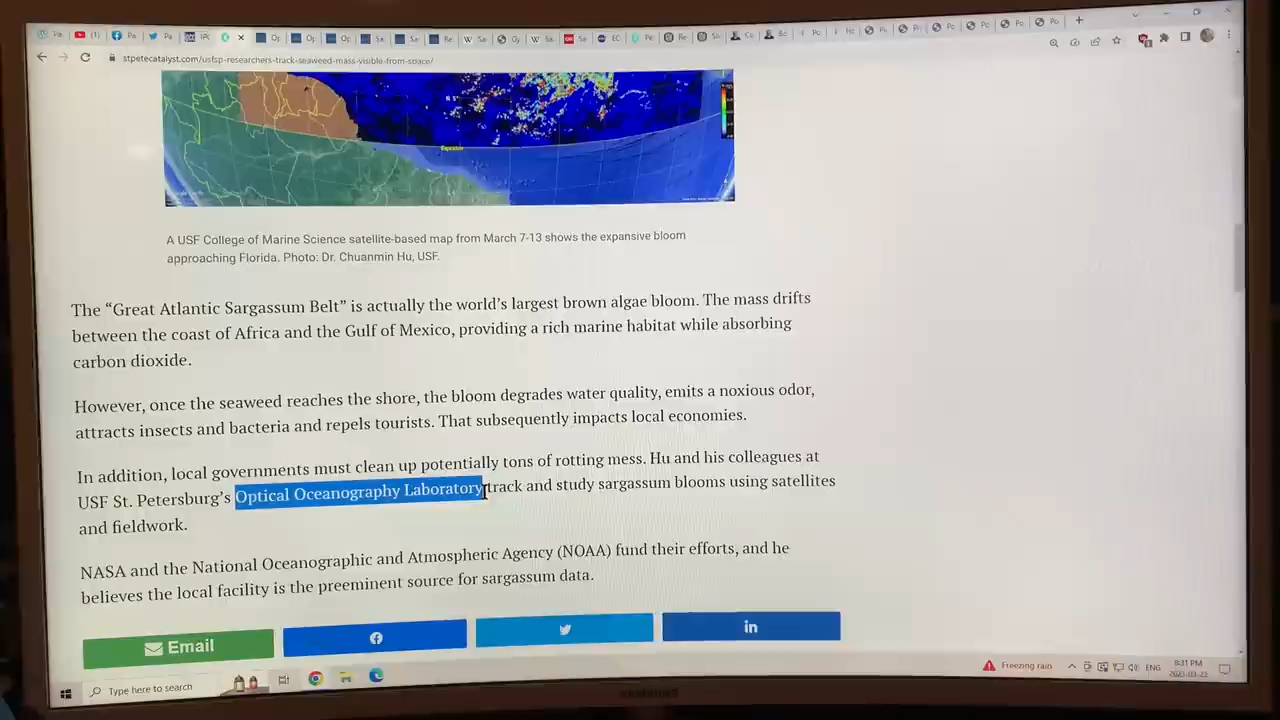 stpetecatalyst.com/usfsp-researchers-track-seaweed-mass-visible-from-space/
Equator
A USF College of Marine Science satellite-based map from March 7-13 shows the expansive bloom
approaching Florida. Photo: Dr. Chuanmin Hu, USF.
The “Great Atlantic Sargassum Belt” is actually the world’s largest brown algae bloom. The mass drifts
between the coast of Africa and the Gulf of Mexico, providing a rich marine habitat while absorbing
carbon dioxide.
However, once the seaweed reaches the shore, the bloom degrades water quality, emits a noxious odor,
attracts insects and bacteria and repels tourists. That subsequently impacts local economies.
In addition, local governments must clean up potentially tons of rotting mess. Hu and his colleagues at
USF St. Petersburg’s Optical Oceanography Laboratory track and study sargassum blooms using satellites
and fieldwork.
NASA and the National Oceanographic and Atmospheric Agency (NOAA) fund their efforts, and he
believes the local facility is the preeminent source for sargassum data.
Email
in
Type here to search
Freezing rain
ENG
8:31 PM